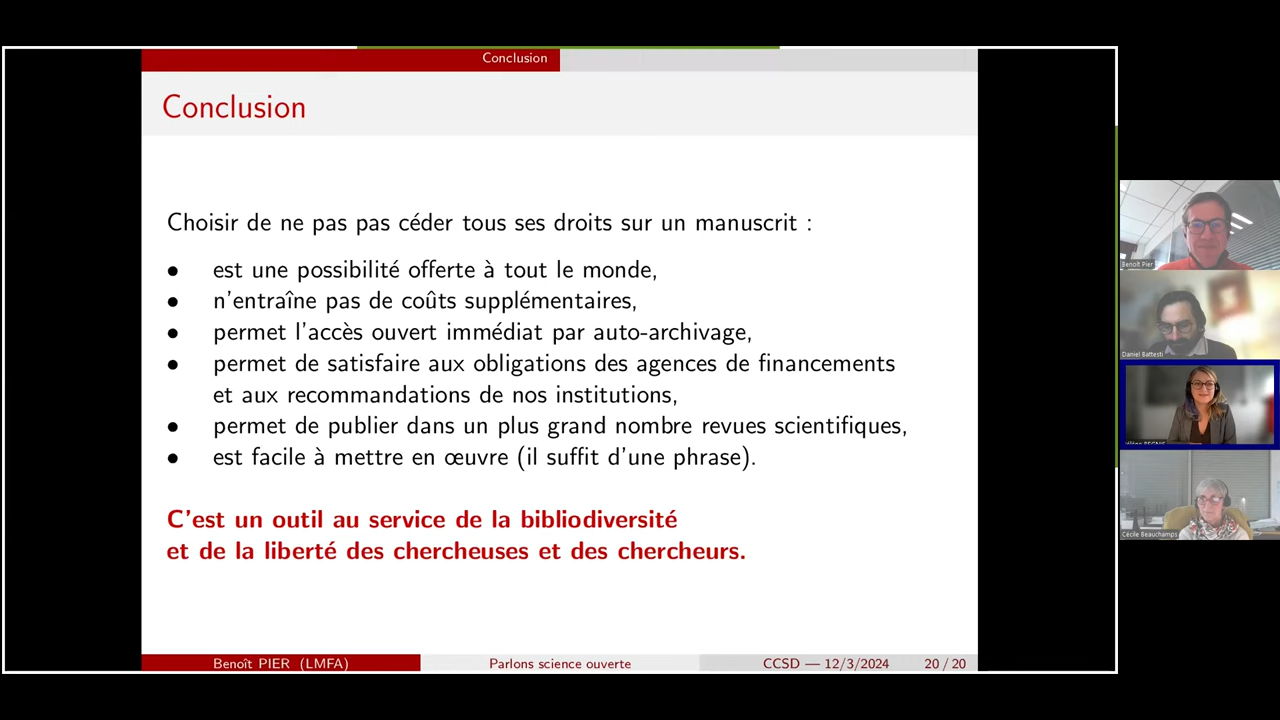 Conclusion
Conclusion
Choisir de ne pas pas céder tous ses droits sur un manuscrit :
• est une possibilité offerte à tout le monde,
• n'entraîne pas de coûts supplémentaires,
• permet l'accès ouvert immédiat par auto-archivage,
• permet de satisfaire aux obligations des agences de financements
et aux recommandations de nos institutions,
• permet de publier dans un plus grand nombre revues scientifiques,
• est facile à mettre en œuvre (il suffit d'une phrase).
C'est un outil au service de la bibliodiversité
et de la liberté des chercheuses et des chercheurs.
Benoît PIER (LMFA) Parlons science ouverte CCSD — 12/3/2024 20 / 20
Benoît Pier
Daniel Battesti
Cécile Beauchamps